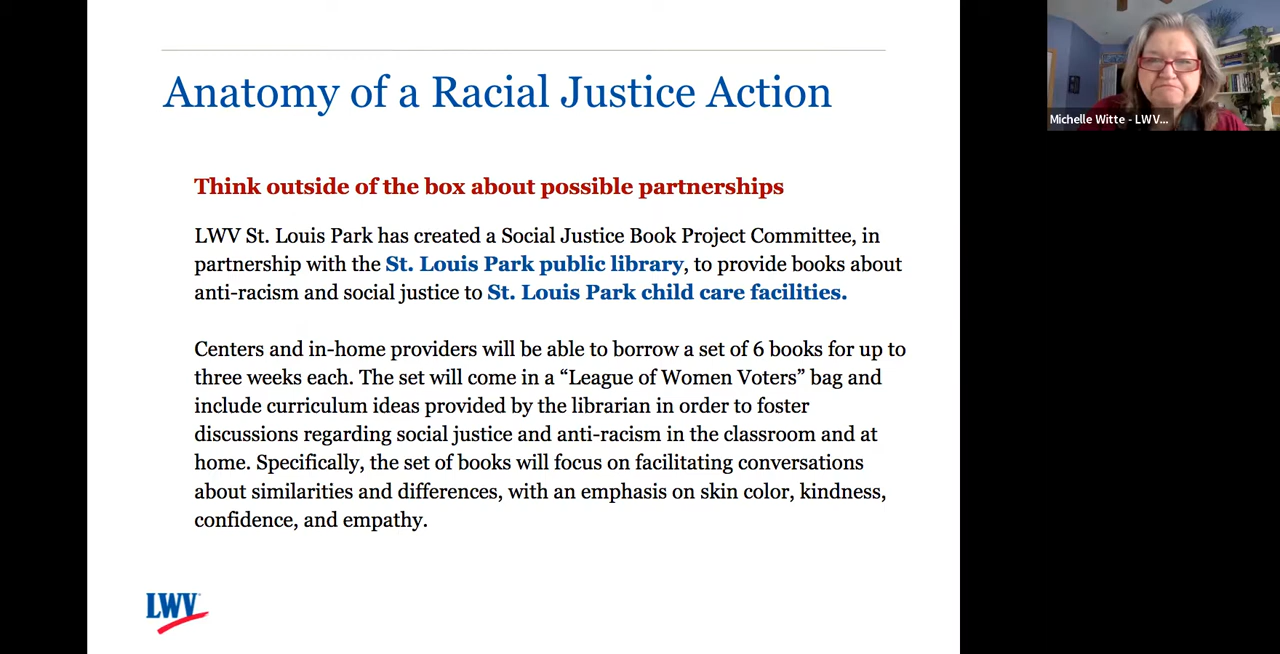 Anatomy of a Racial Justice Action
Think outside of the box about possible partnerships
LWV St. Louis Park has created a Social Justice Book Project Committee, in
partnership with the St. Louis Park public library, to provide books about
anti-racism and social justice to St. Louis Park child care facilities.
Centers and in-home providers will be able to borrow a set of 6 books for up to
three weeks each. The set will come in a “League of Women Voters” bag and
include curriculum ideas provided by the librarian in order to foster
discussions regarding social justice and anti-racism in the classroom and at
home. Specifically, the set of books will focus on facilitating conversations
about similarities and differences, with an emphasis on skin color, kindness,
confidence, and empathy.
LWV
Michelle Witte - LWV...